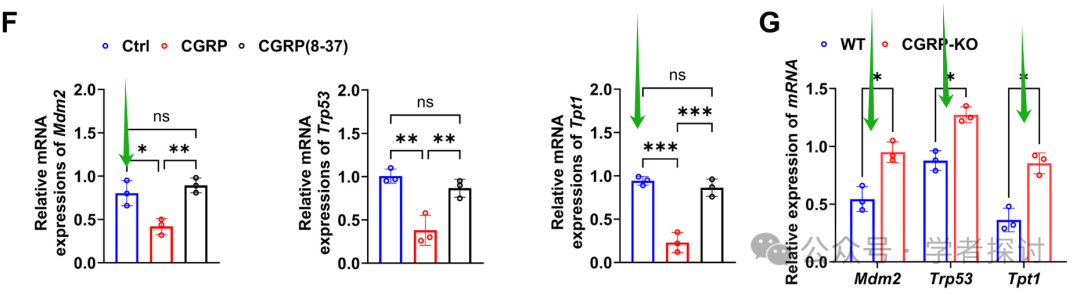 F
Ctrl CGRP CGRP(8-37)
Relative mRNA
expressions of Mdm2
2.0
1.5
1.0
0.5
0.0
ns
* **
Relative mRNA
expressions of Trp53
2.0
1.5
1.0
0.5
0.0
ns
** **
Relative mRNA
expressions of Tpt1
2.0
1.5
1.0
0.5
0.0
ns
***
***
G
WT CGRP-KO
Relative expression of mRNA
1.5
1.0
0.5
0.0
* * *
Mdm2 Trp53 Tpt1
公众号 · 学者探讨